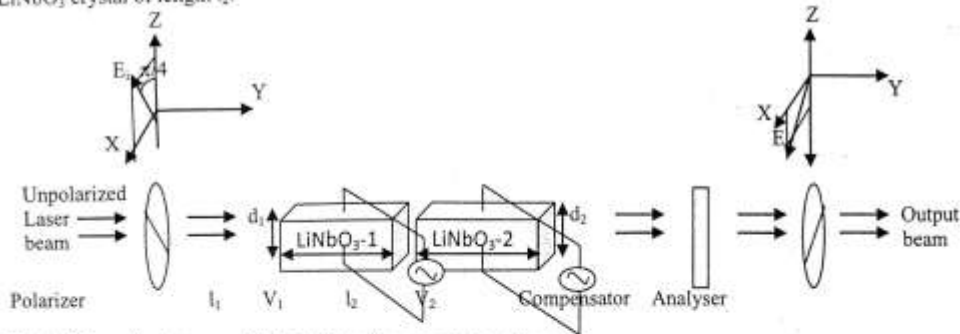 LiNbO3 crystal of length l2.
Z
Z
E π/4
Y
Y
X
X
E
Unpolarized
Laser
beam
d1
LiNbO3-1
LiNbO3-2
d2
Output
beam
Polarizer
l1
V1
l2
V2
Compensator
Analyser